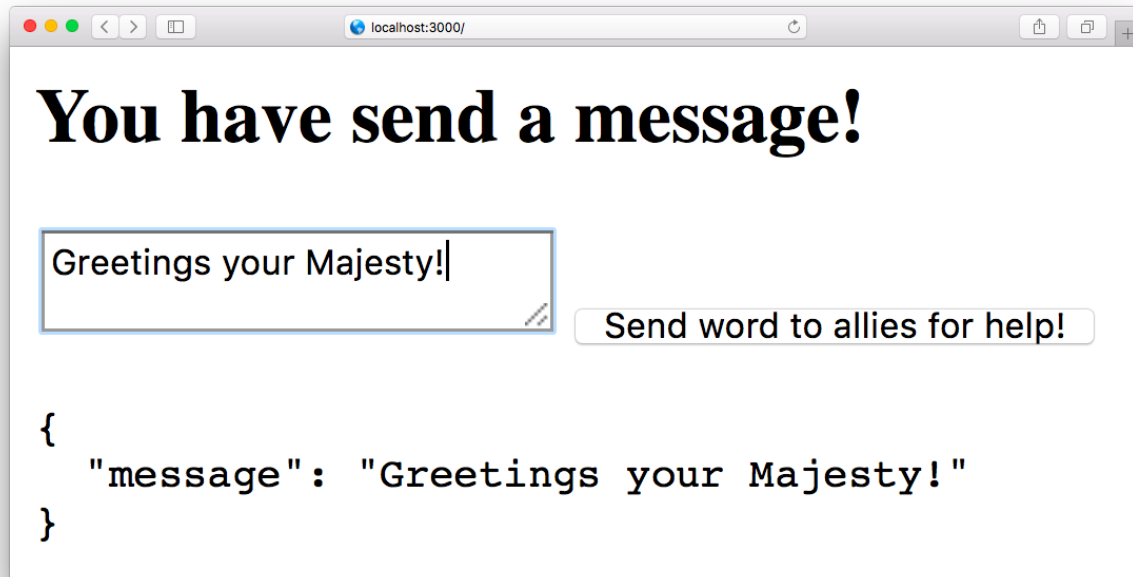 localhost:3000/
You have send a message!
Greetings your Majesty!
Send word to allies for help!
{
  "message": "Greetings your Majesty!"
}